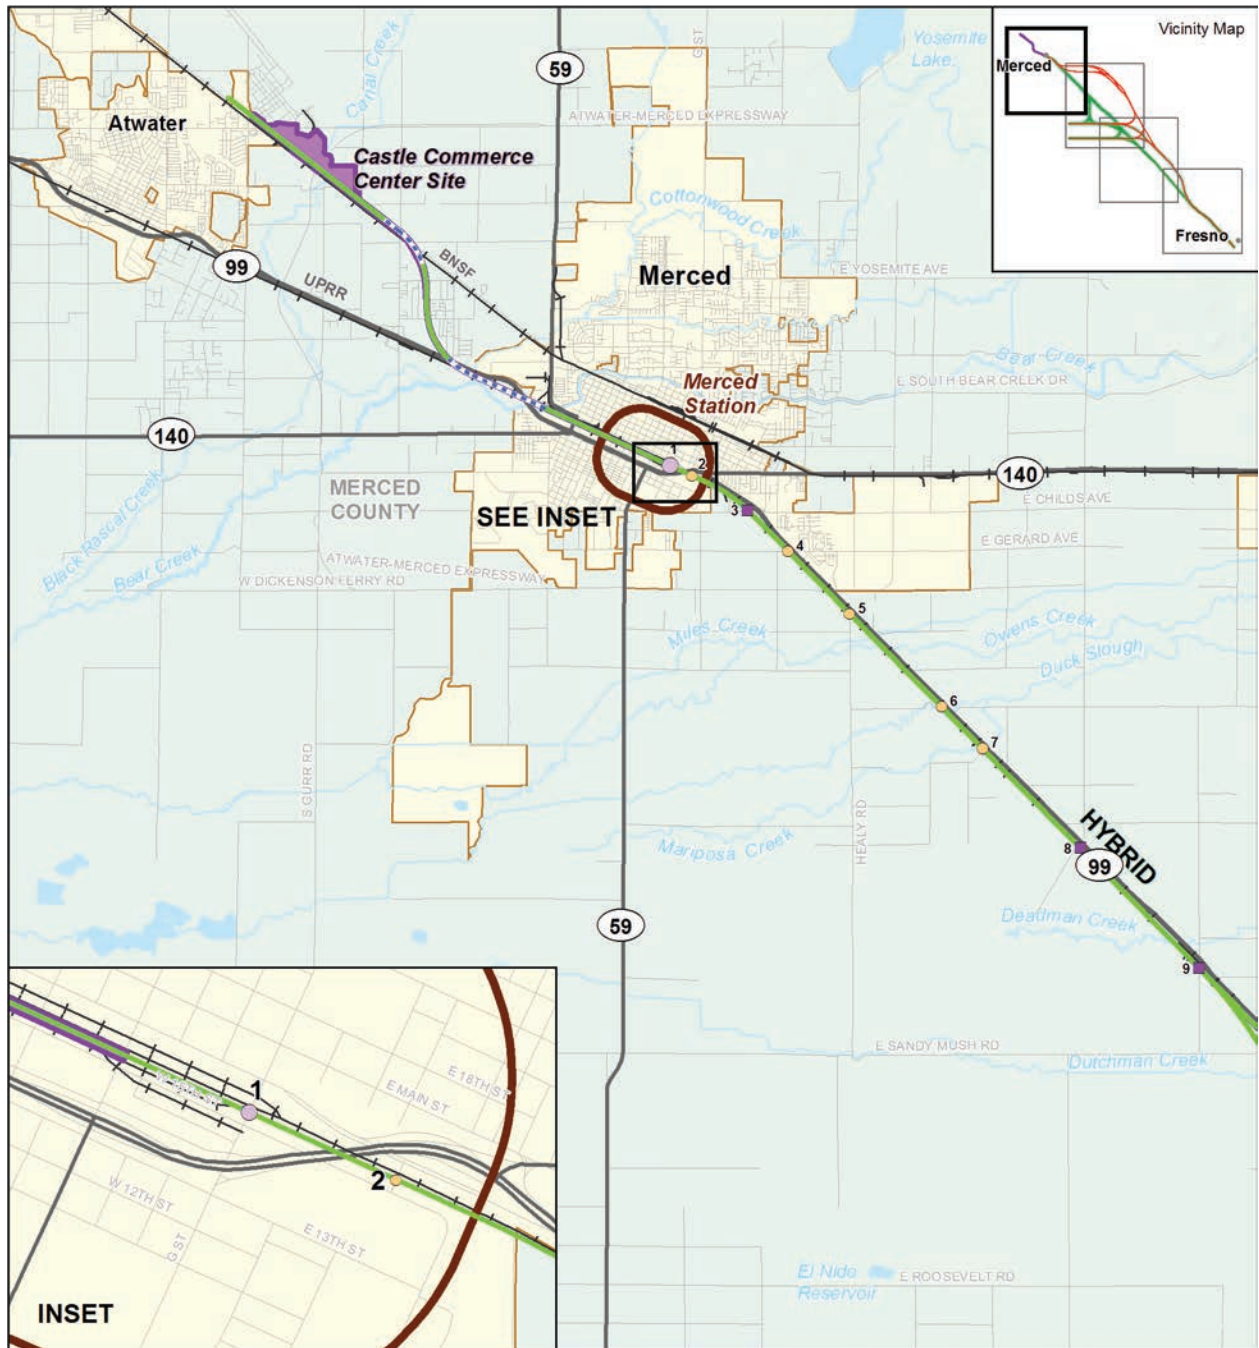 Vicinity Map
Merced
Fresno
Yosemite
Lake
G ST
59
Canal Creek
ATWATER-MERCED EXPRESSWAY
Atwater
Castle Commerce
Center Site
Cottonwood Creek
99
UPRR
BNSF
Merced
E YOSEMITE AVE
Bear Creek
E SOUTH BEAR CREEK DR
Merced
Station
140
1
2
140
MERCED
COUNTY
SEE INSET
3
E CHILDS AVE
E GERARD AVE
4
Black Rascal Creek
Bear Creek
ATWATER-MERCED EXPRESSWAY
W DICKENSON FERRY RD
5
Miles Creek
Owens Creek
Duck Slough
6
7
S GURR RD
HEALY RD
Mariposa Creek
8
HYBRID
99
59
Deadman Creek
9
E SANDY MUSH RD
Dutchman Creek
El Nido
Reservoir
E ROOSEVELT RD
1
E 18TH ST
E MAIN ST
2
W 12TH ST
G ST
E 13TH ST
INSET